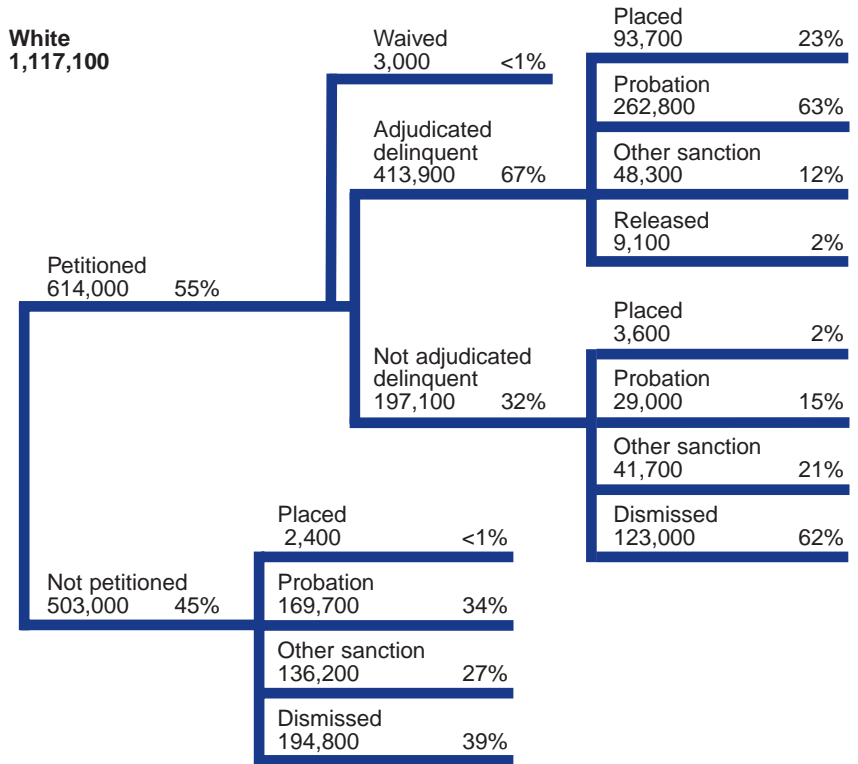 White
1,117,100
Petitioned
614,000 55%
Waived
3,000 <1%
Adjudicated
delinquent
413,900 67%
Placed
93,700 23%
Probation
262,800 63%
Other sanction
48,300 12%
Released
9,100 2%
Not adjudicated
delinquent
197,100 32%
Placed
3,600 2%
Probation
29,000 15%
Other sanction
41,700 21%
Dismissed
123,000 62%
Not petitioned
503,000 45%
Placed
2,400 <1%
Probation
169,700 34%
Other sanction
136,200 27%
Dismissed
194,800 39%